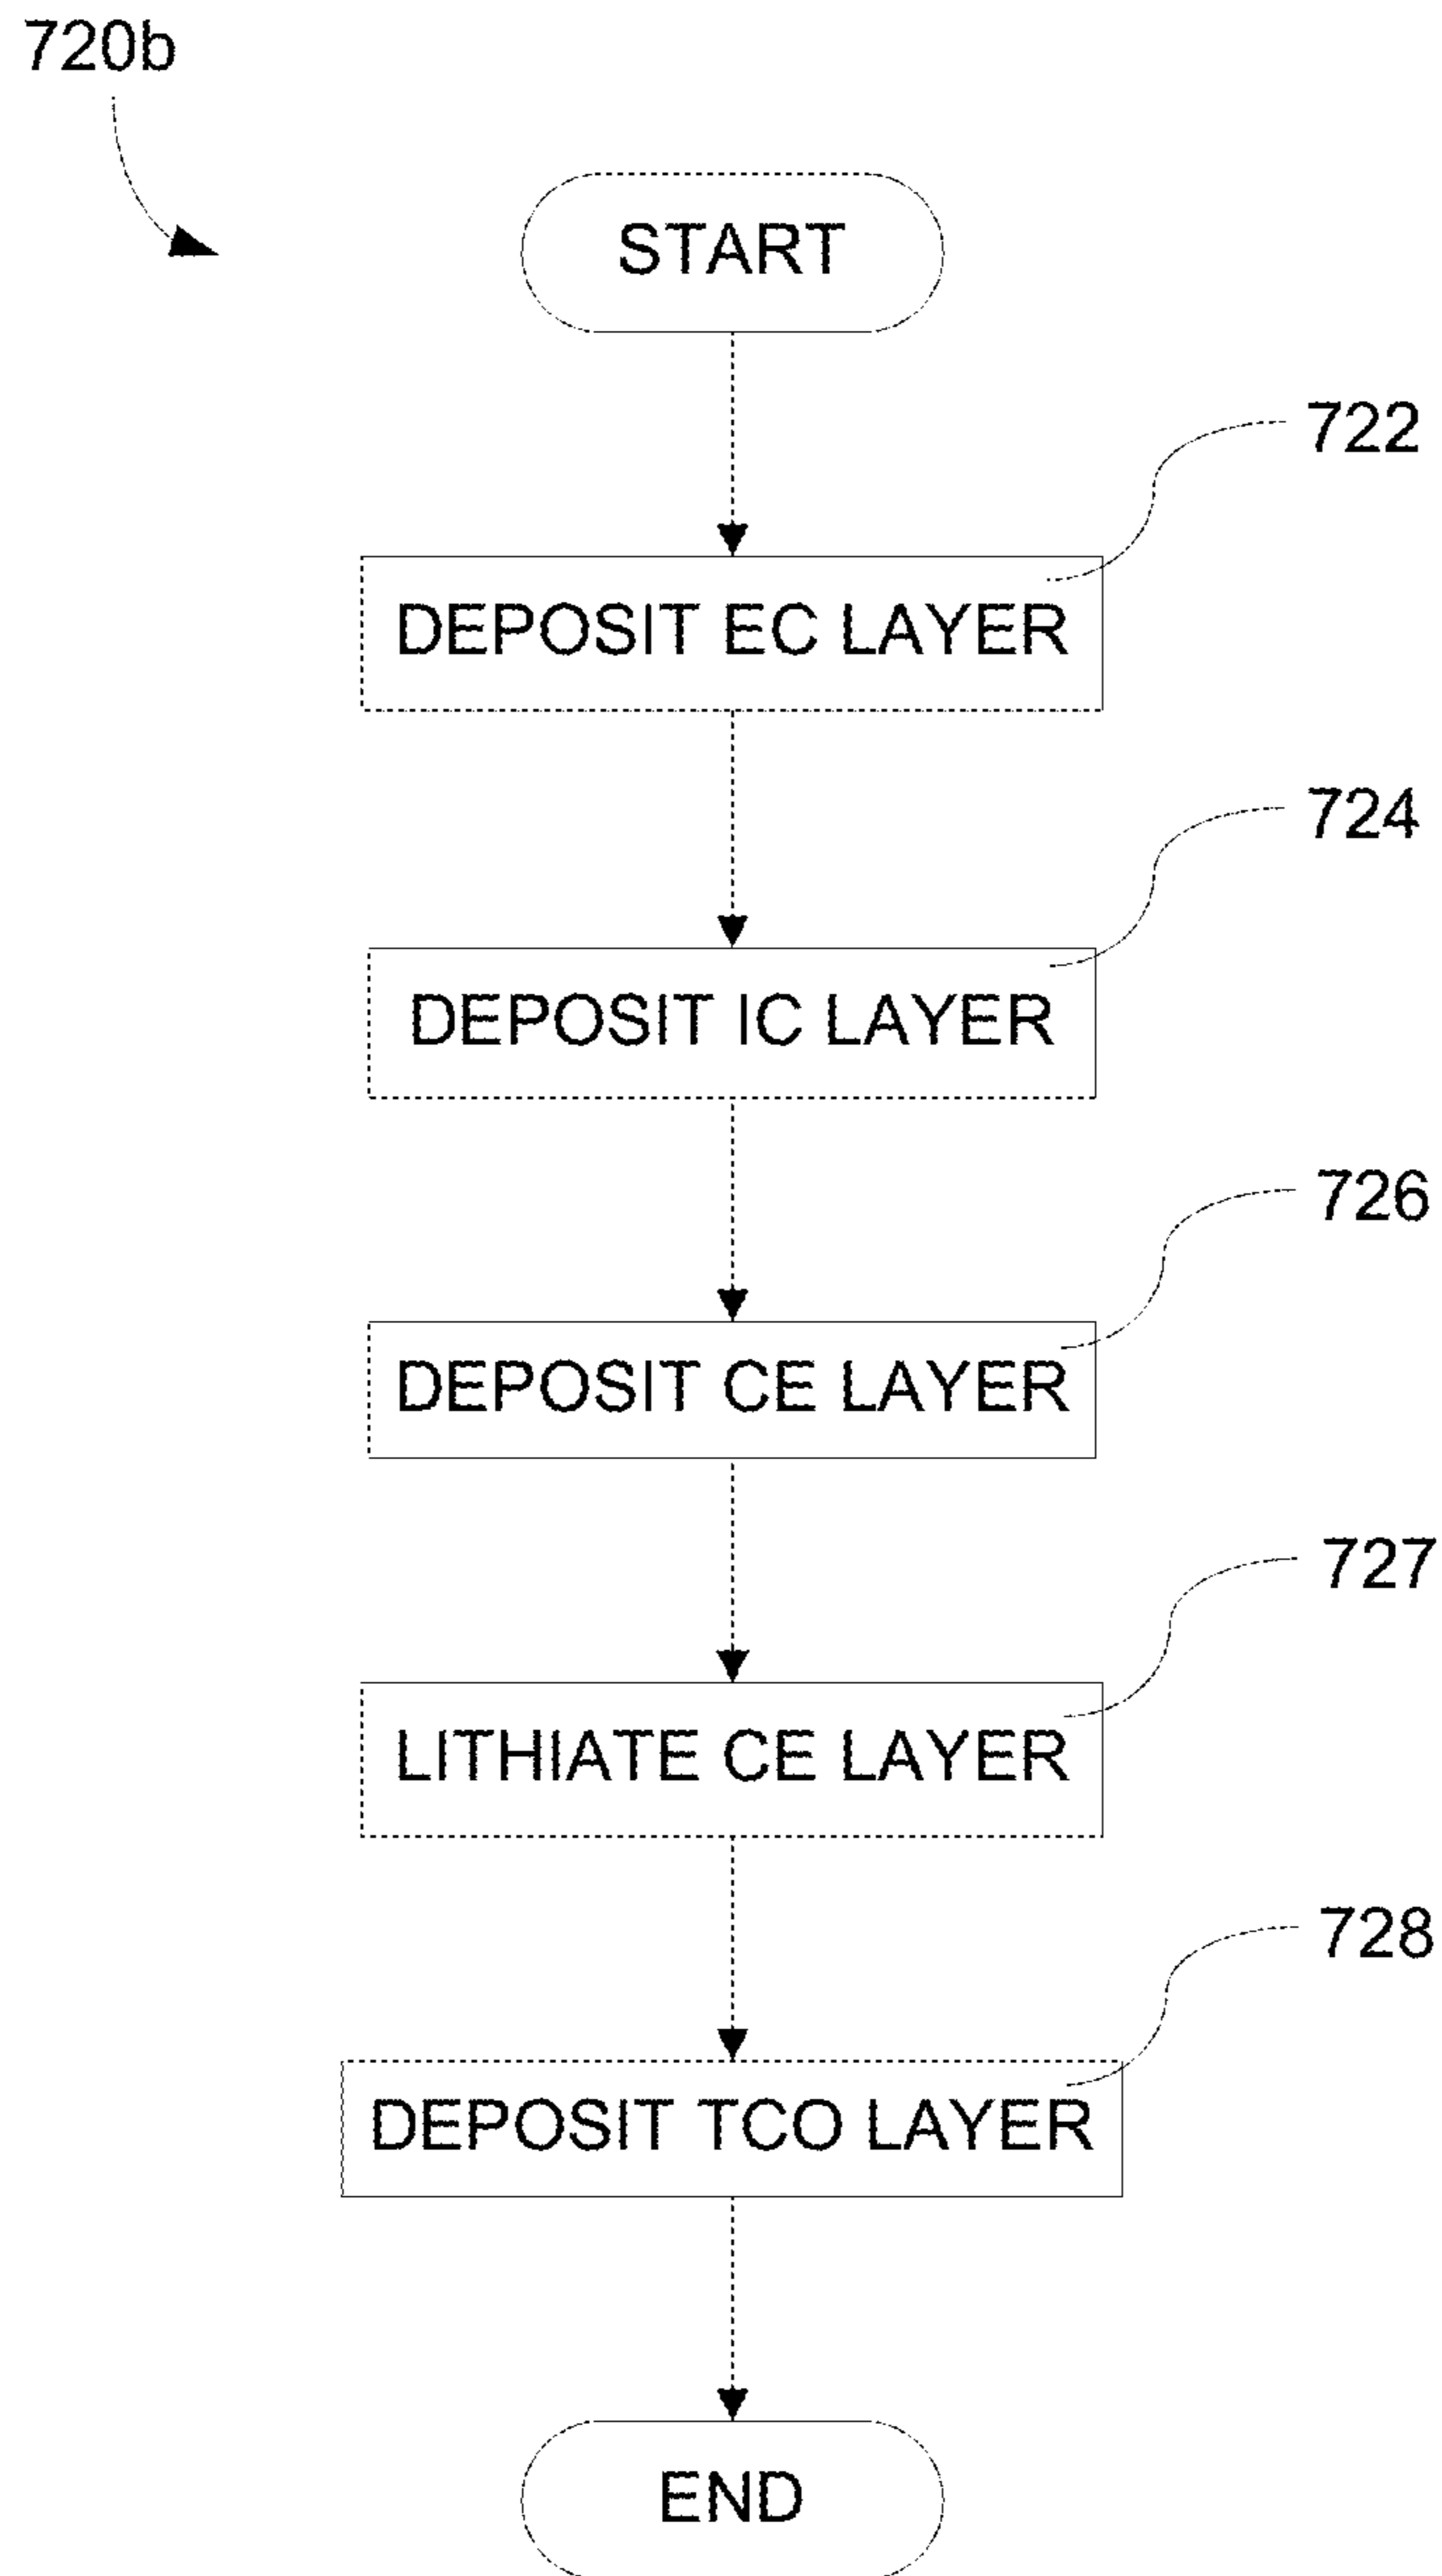 720b
START
722
DEPOSIT EC LAYER
724
DEPOSIT IC LAYER
726
DEPOSIT CE LAYER
727
LITHIATE CE LAYER
728
DEPOSIT TCO LAYER
END